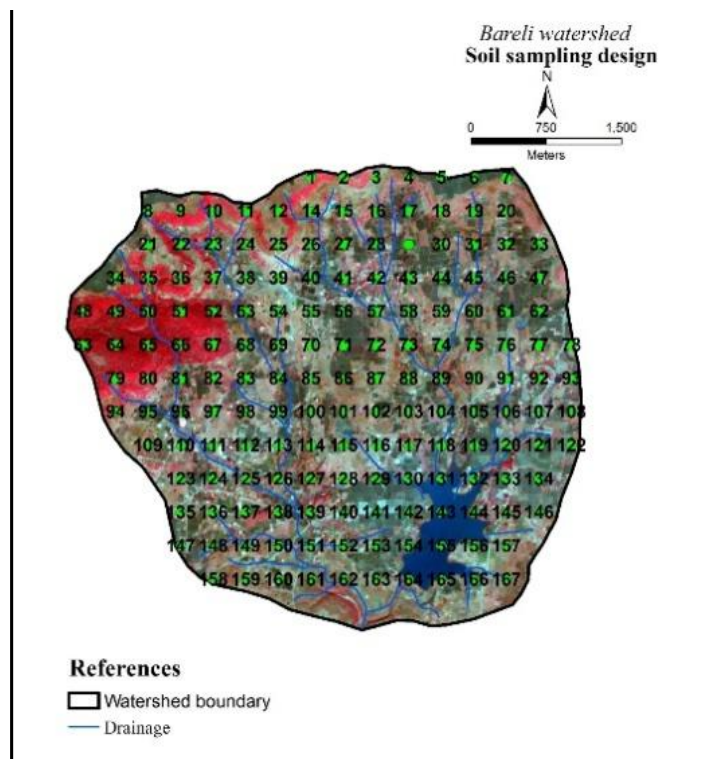 Bareli watershed
Soil sampling design
N
0 750 1.500
Meters
1 2 3 4 5 6 7
8 9 10 11 12 14 15 16 17 18 19 20
21 22 23 24 25 26 27 28 30 31 32 33
34 35 36 37 38 39 40 41 42 43 44 45 46 47
48 49 50 51 52 53 54 55 56 57 58 59 60 61 62
63 64 65 66 67 68 69 70 71 72 73 74 75 76 77 78
79 80 81 82 83 84 85 86 87 88 89 90 91 92 93
94 95 96 97 98 99 100 101 102 103 104 105 106 107 108
109 110 111 112 113 114 115 116 117 118 119 120 121 122
123 124 125 126 127 128 129 130 131 132 133 134
135 136 137 138 139 140 141 142 143 144 145 146
147 148 149 150 151 152 153 154 155 156 157
158 159 160 161 162 163 164 165 166 167
References
Watershed boundary
Drainage